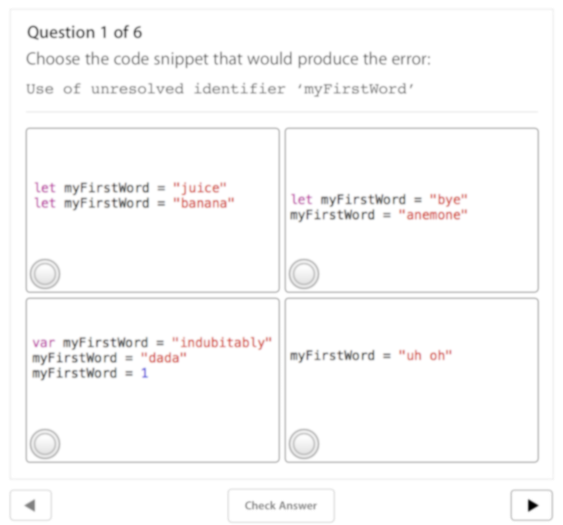 Question 1 of 6
Choose the code snippet that would produce the error:
Use of unresolved identifier ‘myFirstWord’
let myFirstWord = "juice"
let myFirstWord = "banana"
let myFirstWord = "bye"
myFirstWord = "anemone"
var myFirstWord = "indubitably"
myFirstWord = "dada"
myFirstWord = 1
myFirstWord = "uh oh"
Check Answer